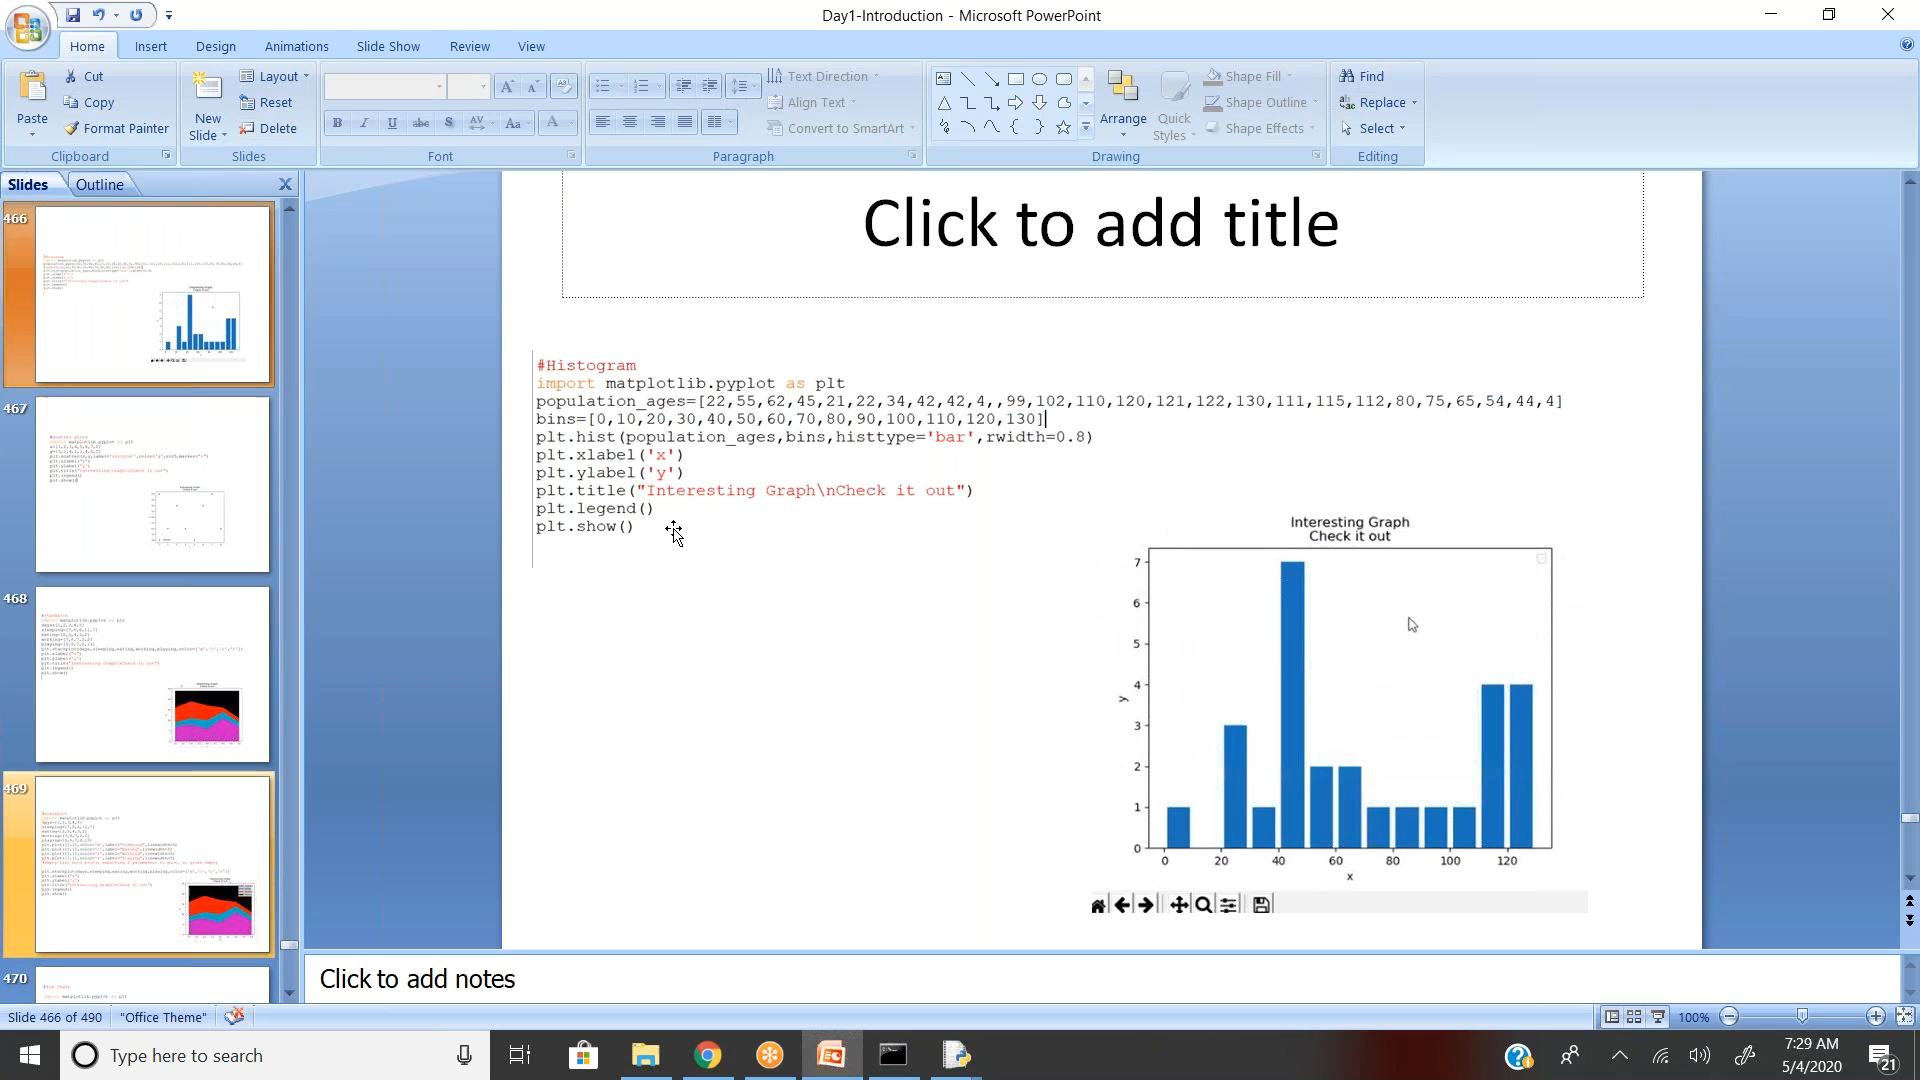 Day1-Introduction - Microsoft PowerPoint
Home Insert Design Animations Slide Show Review View
Paste
Cut
Copy
Format Painter
Clipboard
New Slide
Layout
Reset
Delete
Slides
Font
Text Direction
Align Text
Convert to SmartArt
Paragraph
Arrange
Quick Styles
Shape Fill
Shape Outline
Shape Effects
Drawing
Find
Replace
Select
Editing
Slides Outline
466
467
468
469
470
Click to add title
#Histogram
import matplotlib.pyplot as plt
population_ages=[22,55,62,45,21,22,34,42,42,4,,99,102,110,120,121,122,130,111,115,112,80,75,65,54,44,4]
bins=[0,10,20,30,40,50,60,70,80,90,100,110,120,130]
plt.hist(population_ages,bins,histtype='bar',rwidth=0.8)
plt.xlabel('x')
plt.ylabel('y')
plt.title("Interesting Graph\nCheck it out")
plt.legend()
plt.show()
Interesting Graph
Check it out
7
6
5
4
3
2
1
0
y
0 20 40 60 80 100 120
x
Click to add notes
Slide 466 of 490 "Office Theme" 100%
Type here to search
7:29 AM
5/4/2020
21